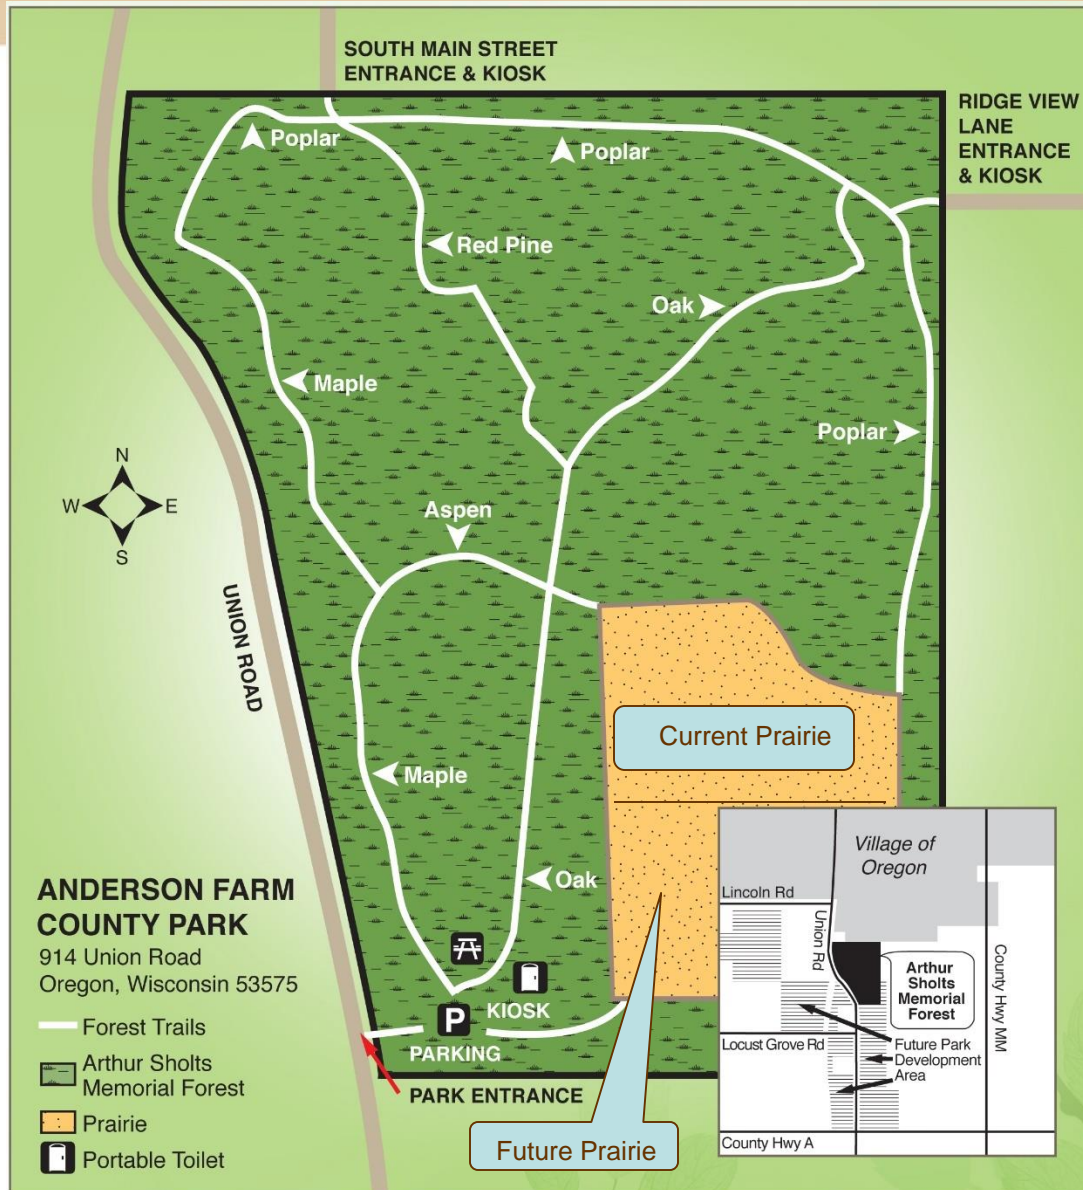 SOUTH MAIN STREET
ENTRANCE & KIOSK
RIDGE VIEW
LANE
ENTRANCE
& KIOSK
Poplar
Poplar
Red Pine
Oak
Maple
Poplar
N
W E
S
Aspen
UNION ROAD
Current Prairie
Maple
Oak
KIOSK
P
PARKING
PARK ENTRANCE
Future Prairie
ANDERSON FARM
COUNTY PARK
914 Union Road
Oregon, Wisconsin 53575
Forest Trails
Arthur Sholts
Memorial Forest
Prairie
Portable Toilet
Village of
Oregon
Lincoln Rd
Union Rd
County Hwy MM
Arthur
Sholts
Memorial
Forest
Locust Grove Rd
Future Park
Development
Area
County Hwy A